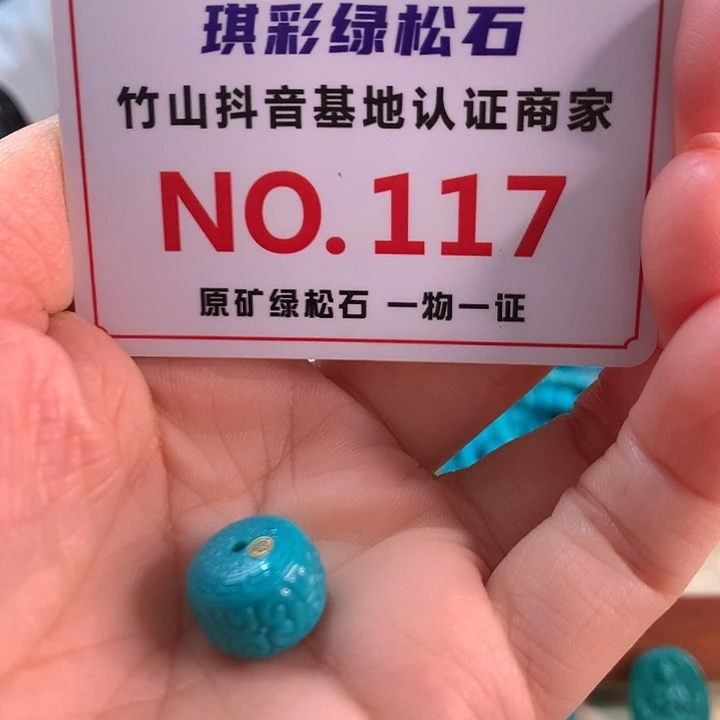 琪彩绿松石
竹山抖音基地认证商家
NO.117
原矿绿松石 一物一证